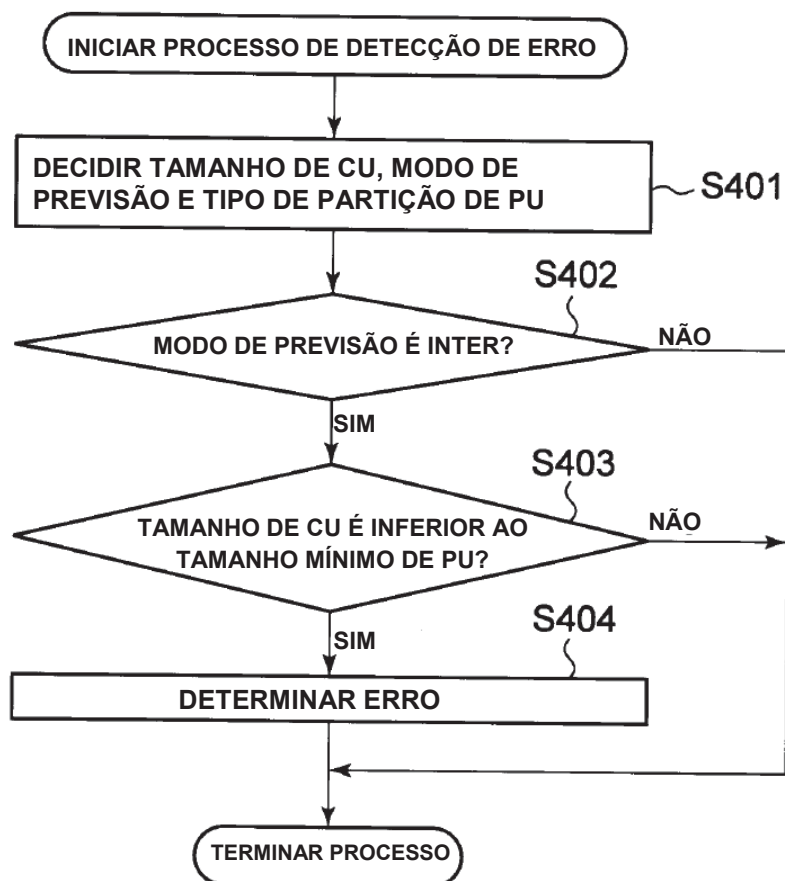 INICIAR PROCESSO DE DETECÇÃO DE ERRO
DECIDIR TAMANHO DE CU, MODO DE
PREVISÃO E TIPO DE PARTIÇÃO DE PU
S401
S402
MODO DE PREVISÃO É INTER?
NÃO
SIM
S403
TAMANHO DE CU É INFERIOR AO
TAMANHO MÍNIMO DE PU?
NÃO
SIM
S404
DETERMINAR ERRO
TERMINAR PROCESSO